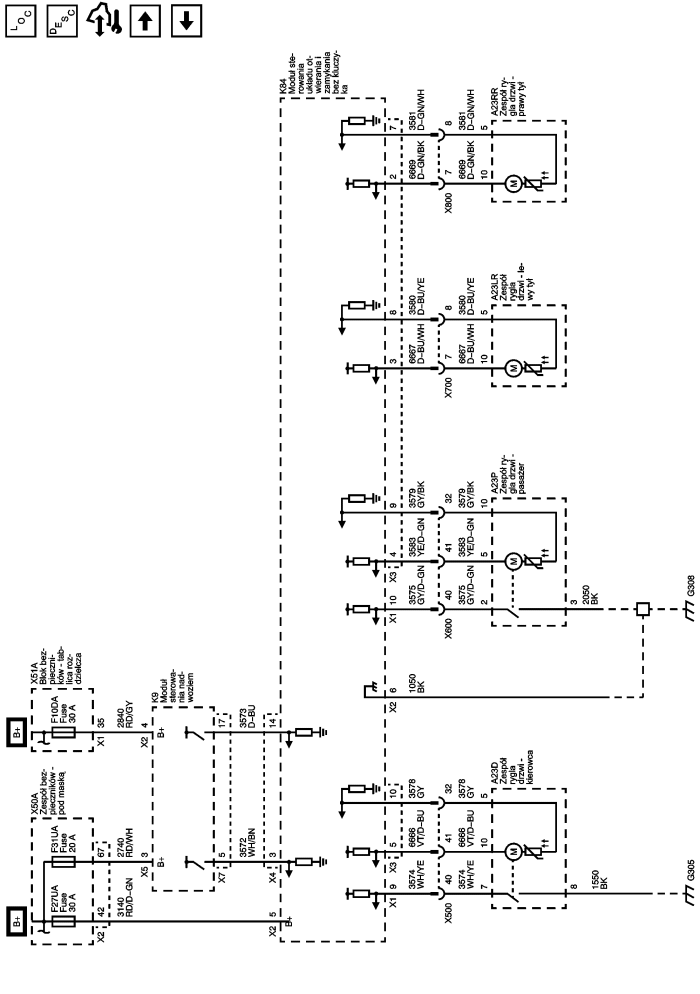 LOC
DESC
K84
Moduł ste-
rowania
układu ot-
wierania i
zamykania
bez kluczy-
ka
A23RR
Zespół ry-
gla drzwi -
prawy tył
7
3581
D-GN/WH
8
3581
D-GN/WH
5
2
6669
D-GN/BK
7
6669
D-GN/BK
10
M
X800
A23LR
Zespół
rygla
drzwi - le-
wy tył
8
3580
D-BU/YE
8
3580
D-BU/YE
5
3
6667
D-BU/WH
7
6667
D-BU/WH
10
M
X700
A23P
Zespół ry-
gla drzwi -
pasażer
9
3579
GY/BK
32
3579
GY/BK
10
4
3583
YE/D-GN
41
3583
YE/D-GN
5
M
X3
10
3575
GY/D-GN
40
3575
GY/D-GN
2
X1
X600
3
2050
BK
G308
6
1050
BK
X2
B+
X51A
Blok bez-
pieczni-
ków - tab-
lica roz-
dzielcza
F10DA
Fuse
30 A
35
2840
RD/GY
4
X1
X2
B+
K9
Moduł
sterowa-
nia nad-
woziem
17
3573
D-BU
14
B+
X50A
Zespół bez-
pieczników -
pod maską
F31UA
Fuse
20 A
67
2740
RD/WH
3
X5
B+
5
3572
WH/BN
3
X7
X4
F27UA
Fuse
30 A
42
3140
RD/D-GN
X2
5
X2
B+
A23D
Zespół
rygla
drzwi -
kierowca
10
3578
GY
32
3578
GY
5
5
6666
VT/D-BU
41
6666
VT/D-BU
10
M
X3
9
3574
WH/YE
40
3574
WH/YE
7
X1
X500
8
1550
BK
G305